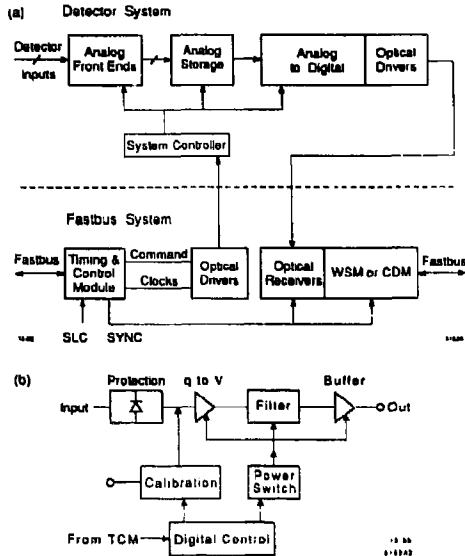 (a) Detector System
Detector
Inputs
Analog
Front Ends
Analog
Storage
Analog
to Digital
Optical
Drivers
System Controller
Fastbus System
Fastbus
Timing &
Control
Module
Command
Clocks
Optical
Drivers
Optical
Receivers
WSM or CDM
Fastbus
SLC SYNC
(b)
Protection
q to V
Buffer
Input
Filter
Out
Calibration
Power
Switch
From TCM
Digital Control